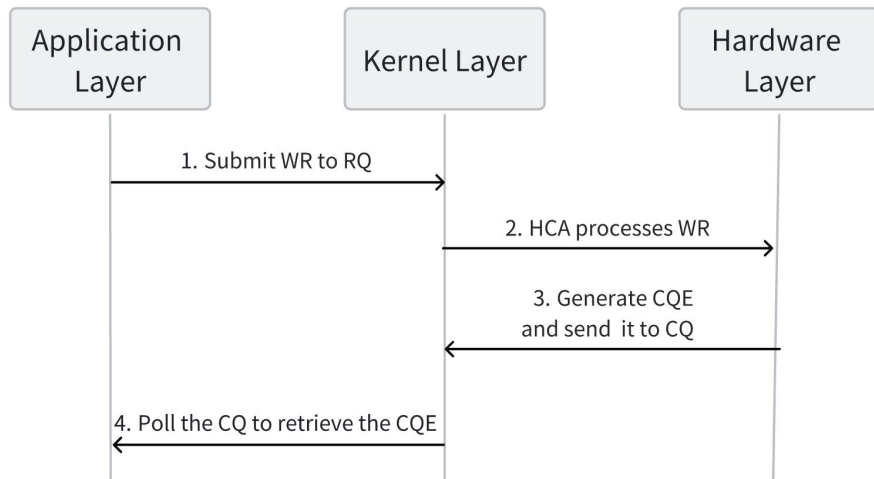 Application
Layer
Kernel Layer
Hardware
Layer
1. Submit WR to RQ
2. HCA processes WR
3. Generate CQE
and send it to CQ
4. Poll the CQ to retrieve the CQE